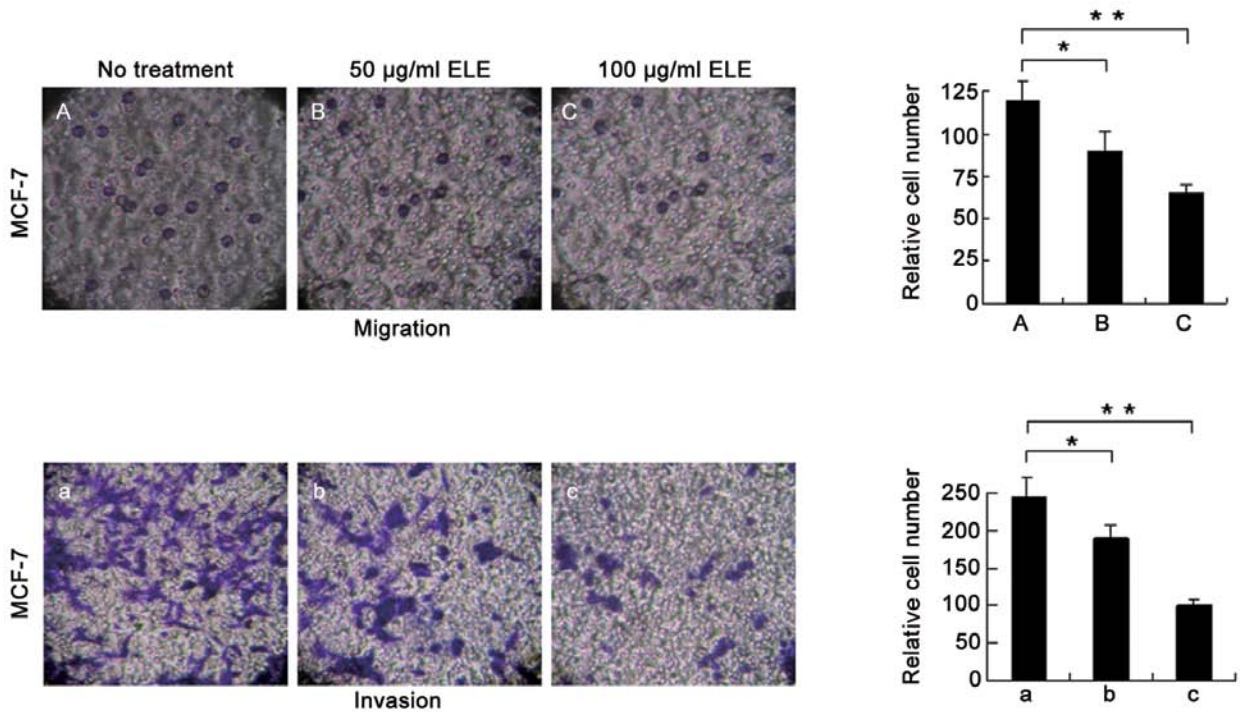 No treatment
50 µg/ml ELE
100 µg/ml ELE
MCF-7
A
B
C
Migration
* *
*
Relative cell number
125
100
75
50
25
0
A
B
C
MCF-7
a
b
c
Invasion
* *
*
Relative cell number
250
200
150
100
50
0
a
b
c